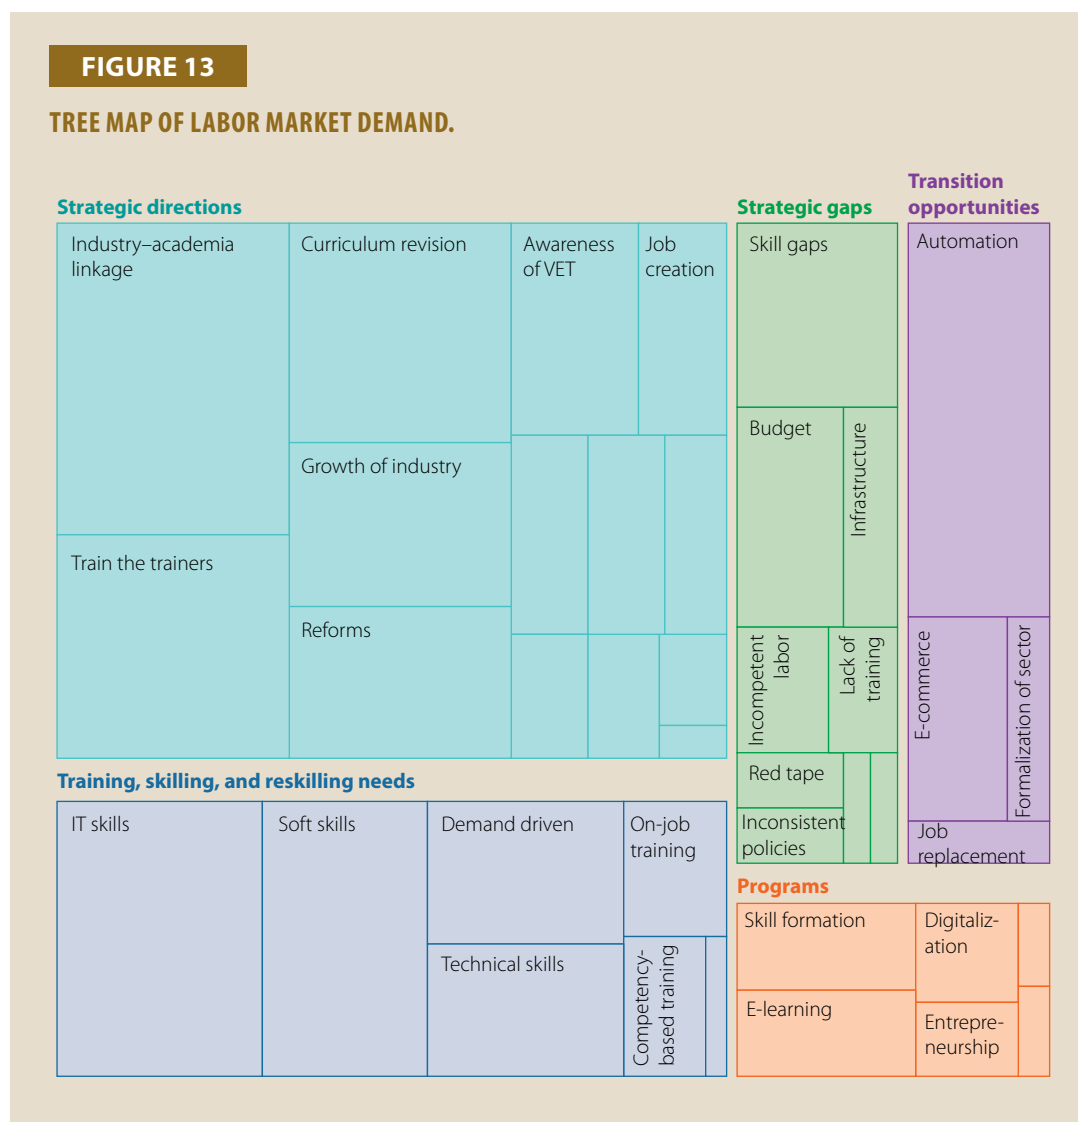 FIGURE 13
TREE MAP OF LABOR MARKET DEMAND.
Strategic directions
Industry–academia
linkage
Curriculum revision
Awareness
of VET
Job
creation
Train the trainers
Growth of industry
Reforms
Strategic gaps
Skill gaps
Budget
Infrastructure
Incompetent
labor
Lack of
training
Red tape
Inconsistent
policies
Transition
opportunities
Automation
E-commerce
Formalization of sector
Job
replacement
Training, skilling, and reskilling needs
IT skills
Soft skills
Demand driven
On-job
training
Technical skills
Competency-
based training
Programs
Skill formation
Digitaliz-
ation
E-learning
Entrepre-
neurship